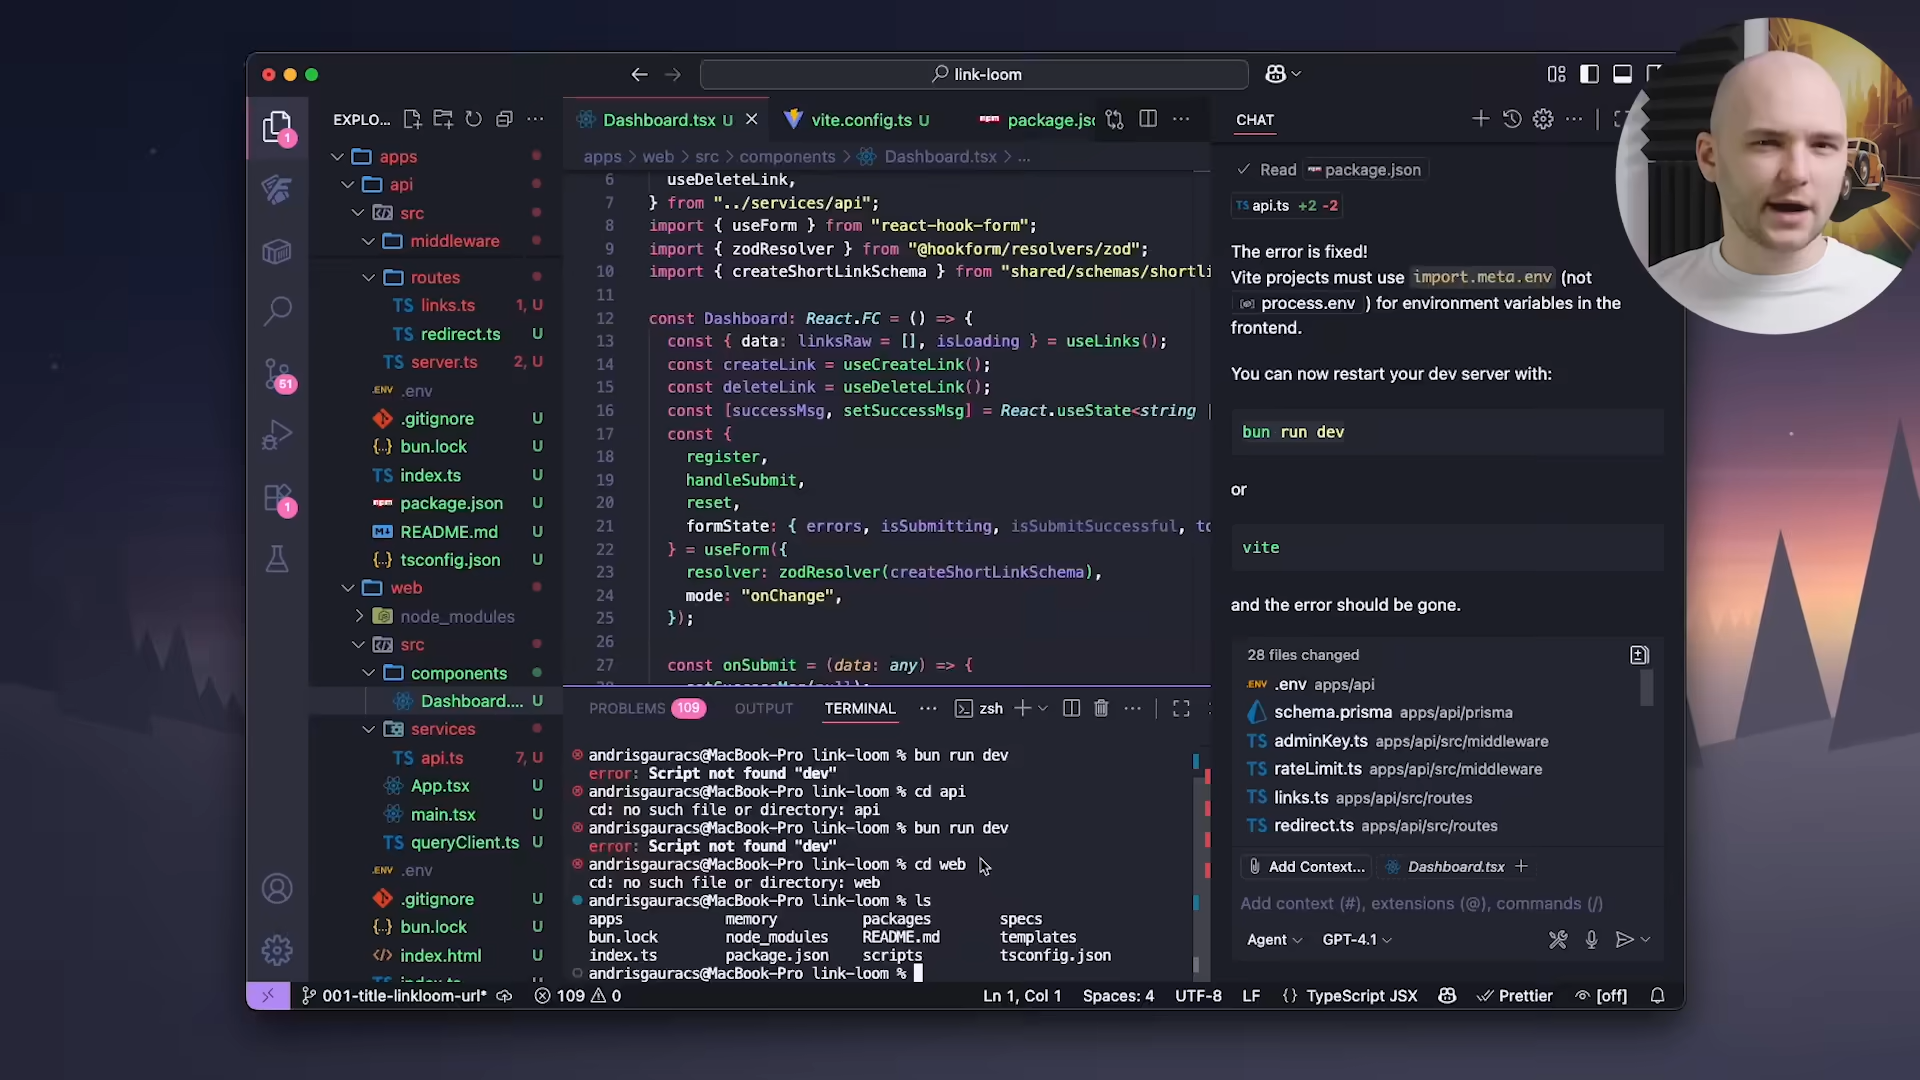 link-loom
EXPLO...
1
apps
api
src
middleware
routes
TS links.ts 1, U
TS redirect.ts U
TS server.ts 2, U
.ENV .env
.gitignore U
{..} bun.lock U
TS index.ts U
package.json U
README.md U
{..} tsconfig.json U
web
node_modules
src
components
Dashboard.... U
services
TS api.ts 7, U
App.tsx U
main.tsx U
TS queryClient.ts U
.ENV .env
.gitignore U
{..} bun.lock U
index.html U
51
1
Dashboard.tsx U
vite.config.ts U
package.jsc
apps > web > src > components > Dashboard.tsx > ...
6 useDeleteLink,
7 } from "../services/api";
8 import { useForm } from "react-hook-form";
9 import { zodResolver } from "@hookform/resolvers/zod";
10 import { createShortLinkSchema } from "shared/schemas/shortli
11
12 const Dashboard: React.FC = () => {
13 const { data: linksRaw = [], isLoading } = useLinks();
14 const createLink = useCreateLink();
15 const deleteLink = useDeleteLink();
16 const [successMsg, setSuccessMsg] = React.useState<string |
17 const {
18 register,
19 handleSubmit,
20 reset,
21 formState: { errors, isSubmitting, isSubmitSuccessful, to
22 } = useForm({
23 resolver: zodResolver(createShortLinkSchema),
24 mode: "onChange",
25 });
26
27 const onSubmit = (data: any) => {
PROBLEMS 109 OUTPUT TERMINAL ... zsh
andrisgauracs@MacBook-Pro link-loom % bun run dev
error: Script not found "dev"
andrisgauracs@MacBook-Pro link-loom % cd api
cd: no such file or directory: api
andrisgauracs@MacBook-Pro link-loom % bun run dev
error: Script not found "dev"
andrisgauracs@MacBook-Pro link-loom % cd web
cd: no such file or directory: web
andrisgauracs@MacBook-Pro link-loom % ls
apps memory packages specs
bun.lock node_modules README.md templates
index.ts package.json scripts tsconfig.json
andrisgauracs@MacBook-Pro link-loom %
CHAT
Read package.json
TS api.ts +2 -2
The error is fixed!
Vite projects must use import.meta.env (not
process.env ) for environment variables in the
frontend.
You can now restart your dev server with:
bun run dev
or
vite
and the error should be gone.
28 files changed
.ENV .env apps/api
schema.prisma apps/api/prisma
TS adminKey.ts apps/api/src/middleware
TS rateLimit.ts apps/api/src/middleware
TS links.ts apps/api/src/routes
TS redirect.ts apps/api/src/routes
Add Context... Dashboard.tsx
Add context (#), extensions (@), commands (/)
Agent GPT-4.1
001-title-linkloom-url* 109 0 Ln 1, Col 1 Spaces: 4 UTF-8 LF {} TypeScript JSX Prettier [off]